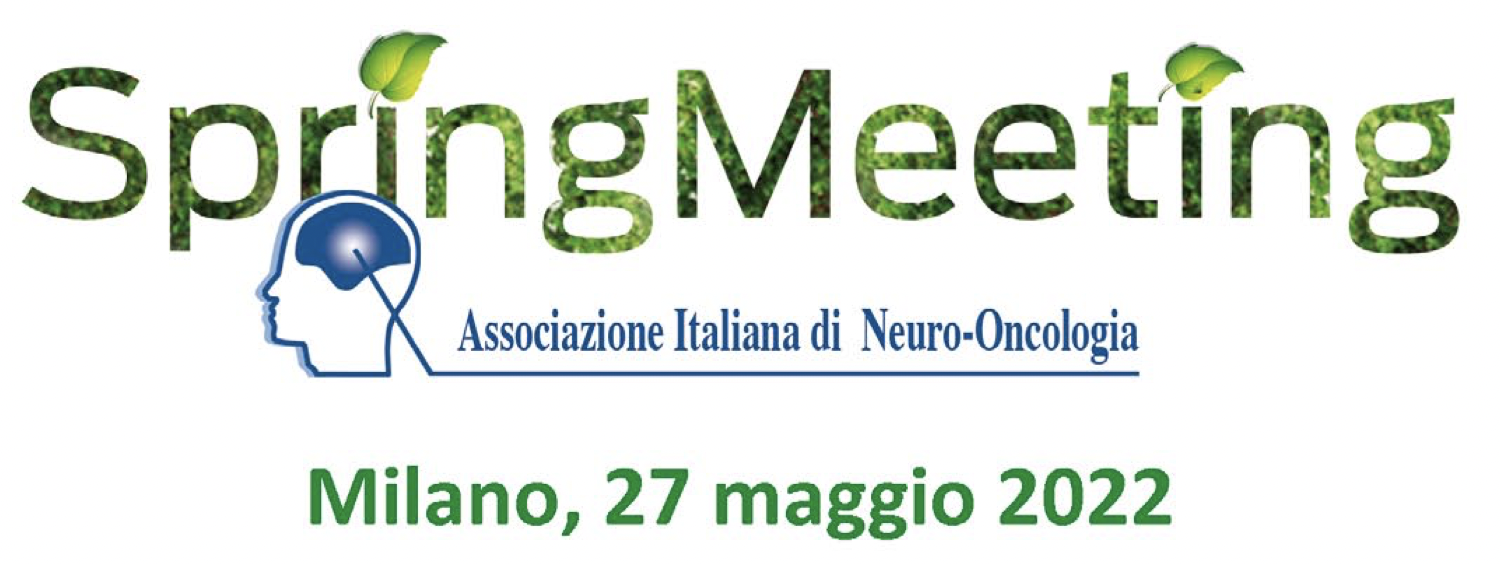 SpringMeeting
Associazione Italiana di Neuro-Oncologia
Milano, 27 maggio 2022